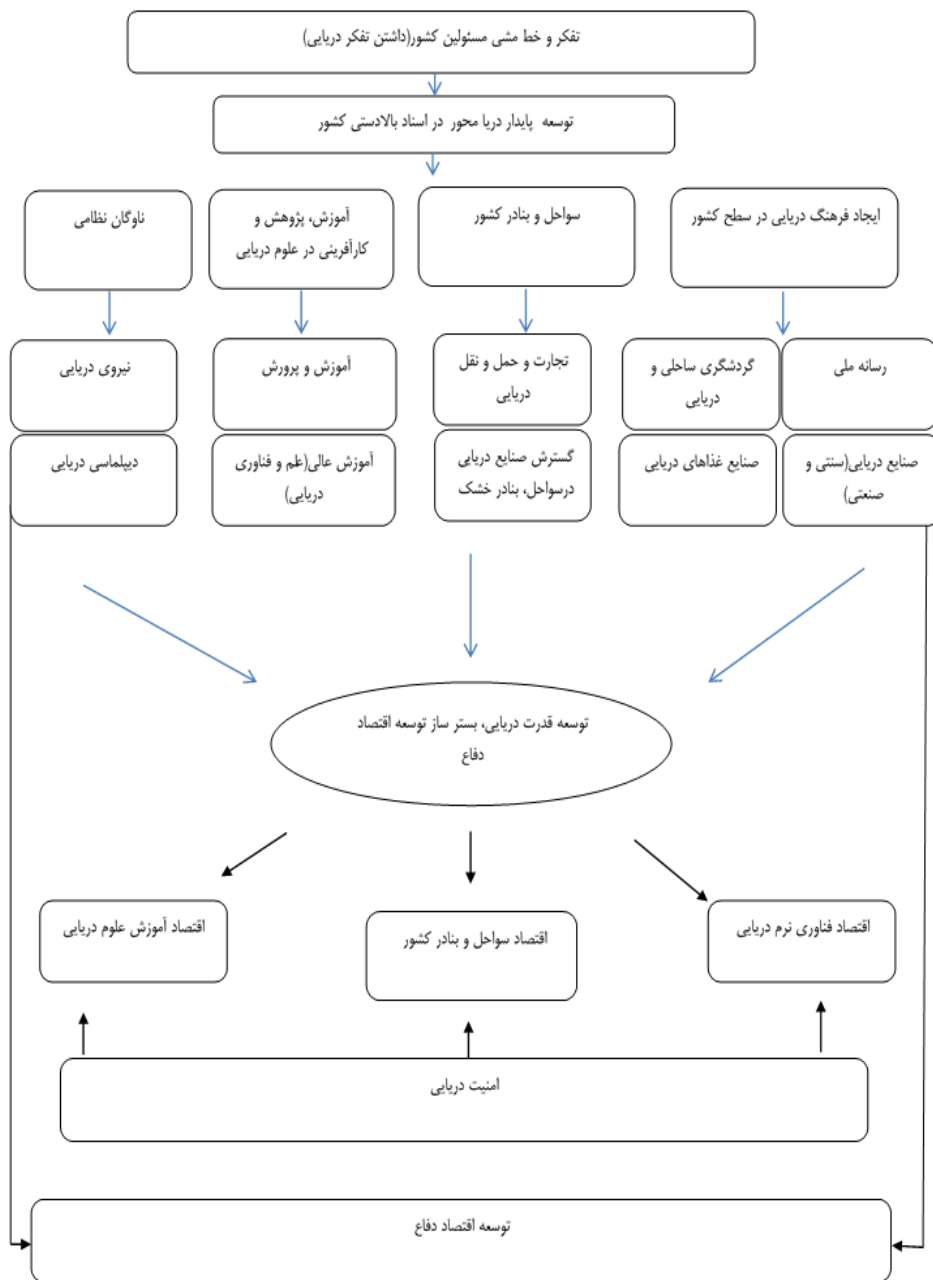 تفکر و خط مشی مسئولین کشور(داشتن تفکر دریایی)
توسعه پایدار دریا محور در اسناد بالادستی کشور
ایجاد فرهنگ دریایی در سطح کشور
سواحل و بنادر کشور
آموزش، پژوهش و
کارآفرینی در علوم دریایی
ناوگان نظامی
رسانه ملی
گردشگری ساحلی و
دریایی
تجارت و حمل و نقل
دریایی
آموزش و پرورش
نیروی دریایی
صنایع دریایی(سنتی و
صنعتی)
صنایع غذاهای دریایی
گسترش صنایع دریایی
درسواحل، بنادر خشک
آموزش عالی(علم و فناوری
دریایی)
دیپلماسی دریایی
توسعه قدرت دریایی، بستر ساز توسعه اقتصاد
دفاع
اقتصاد فناوری نرم دریایی
اقتصاد سواحل و بنادر کشور
اقتصاد آموزش علوم دریایی
امنیت دریایی
توسعه اقتصاد دفاع